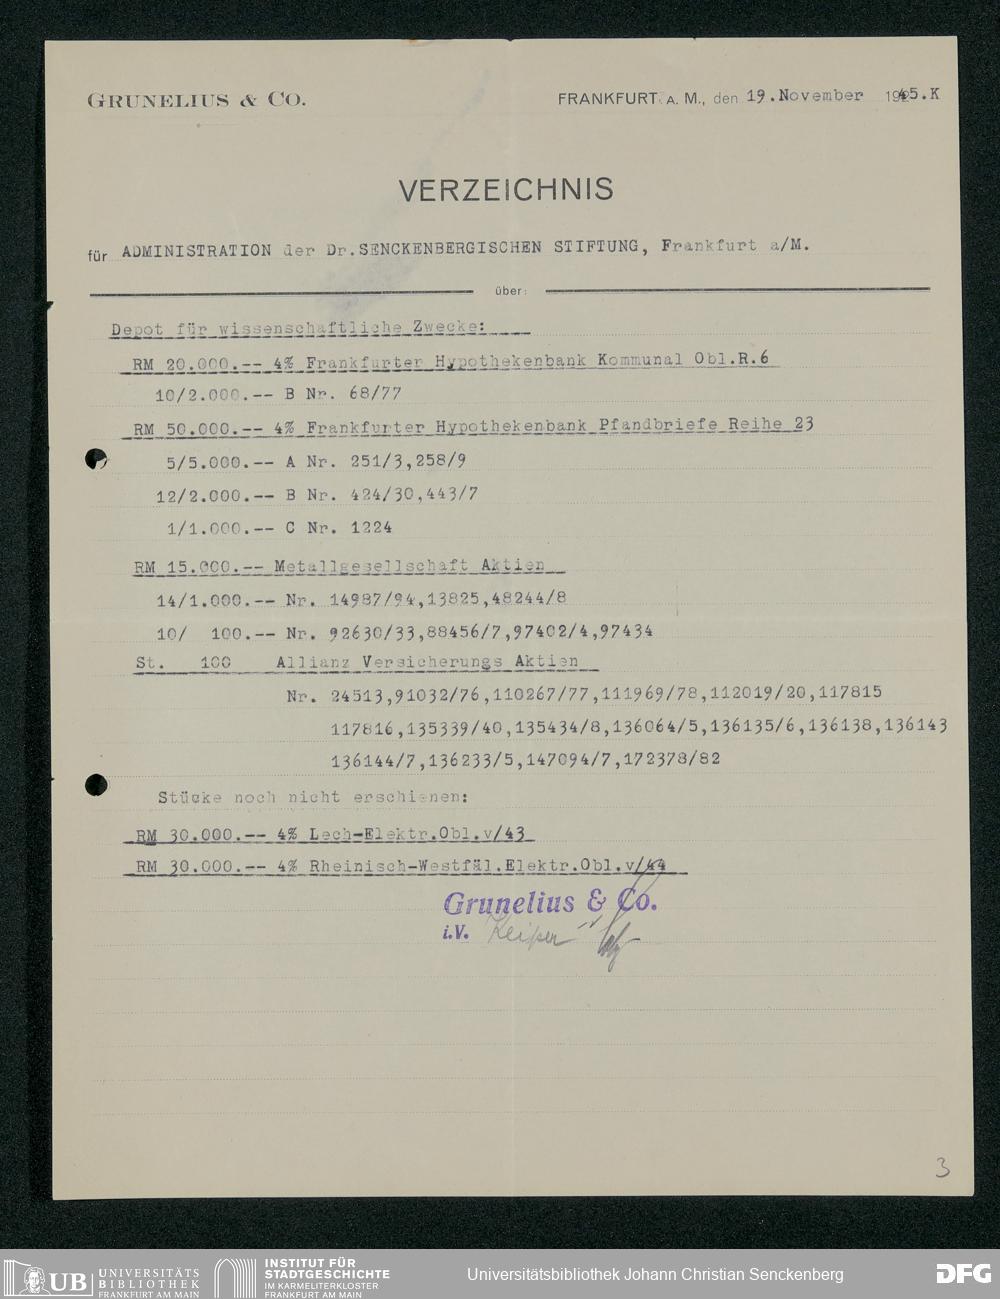 GRUNELIUS & CO.
FRANKFURT A. M., den 19.November 1945.K
VERZEICHNIS
für ADMINISTRATION der Dr.SENCKENBERGISCHEN STIFTUNG, Frankfurt a/M.
über:
Depot für wissenschaftliche Zwecke:
RM 20.000.-- 4% Frankfurter Hypothekenbank Kommunal Obl.R.6
10/2.000.-- B Nr. 68/77
RM 50.000.-- 4% Frankfurter Hypothekenbank Pfandbriefe Reihe 23
5/5.000.-- A Nr. 251/3,258/9
12/2.000.-- B Nr. 424/30,443/7
1/1.000.-- C Nr. 1224
RM 15.000.-- Metallgesellschaft Aktien
14/1.000.-- Nr. 14987/94,13825,48244/8
10/ 100.-- Nr. 92630/33,88456/7,97402/4,97434
St. 100 Allianz Versicherungs Aktien
Nr. 24513,91032/76,110267/77,111969/78,112019/20,117815
117816,135339/40,135434/8,136064/5,136135/6,136138,136143
136144/7,136233/5,147094/7,172378/82
Stücke noch nicht erschienen:
RM 30.000.-- 4% Lech-Elektr.Obl.v/43
RM 30.000.-- 4% Rheinisch-Westfäl.Elektr.Obl.v/44
Grunelius & Co.
i.V.
3
UB UNIVERSITÄTS
BIBLIOTHEK
FRANKFURT AM MAIN
INSTITUT FÜR
STADTGESCHICHTE
IM KARMELITERKLOSTER
FRANKFURT AM MAIN
Universitätsbibliothek Johann Christian Senckenberg
DFG